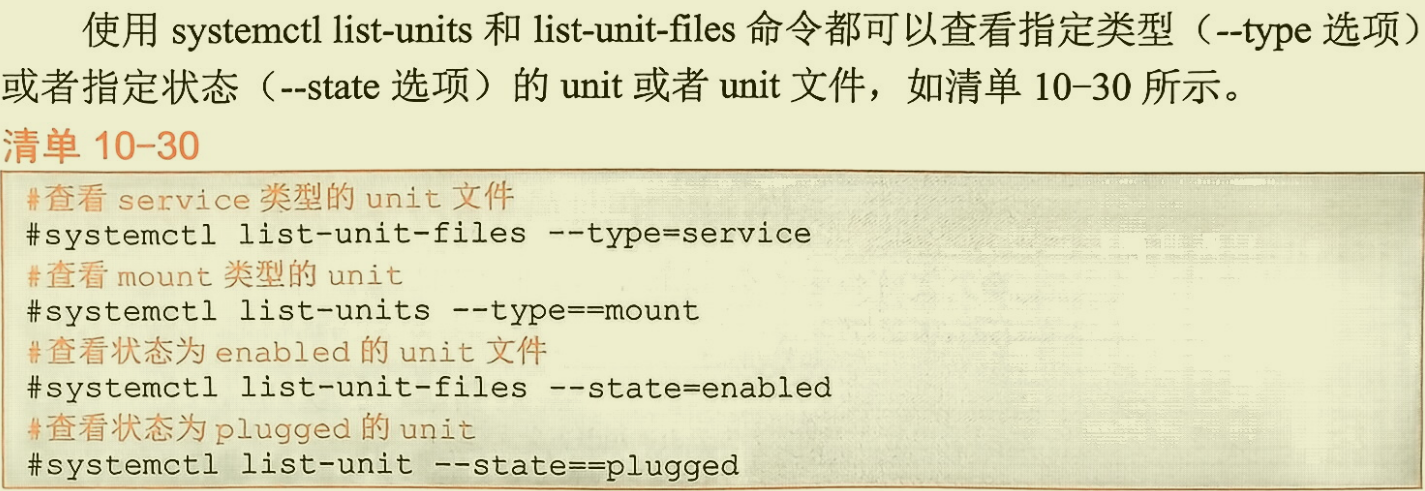 使用 systemctl list-units 和 list-unit-files 命令都可以查看指定类型（--type 选项）
或者指定状态（--state 选项）的 unit 或者 unit 文件，如清单 10-30 所示。
清单 10-30
#查看 service 类型的 unit 文件
#systemctl list-unit-files --type=service
#查看 mount 类型的 unit
#systemctl list-units --type==mount
#查看状态为 enabled 的 unit 文件
#systemctl list-unit-files --state=enabled
#查看状态为 plugged 的 unit
#systemctl list-unit --state==plugged